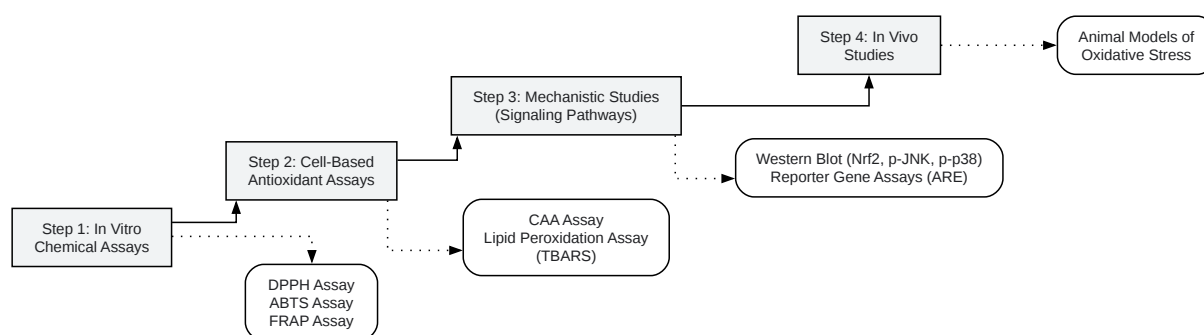 Step 1: In Vitro
Chemical Assays
DPPH Assay
ABTS Assay
FRAP Assay
Step 2: Cell-Based
Antioxidant Assays
CAA Assay
Lipid Peroxidation Assay
(TBARS)
Step 3: Mechanistic Studies
(Signaling Pathways)
Western Blot (Nrf2, p-JNK, p-p38)
Reporter Gene Assays (ARE)
Step 4: In Vivo
Studies
Animal Models of
Oxidative Stress